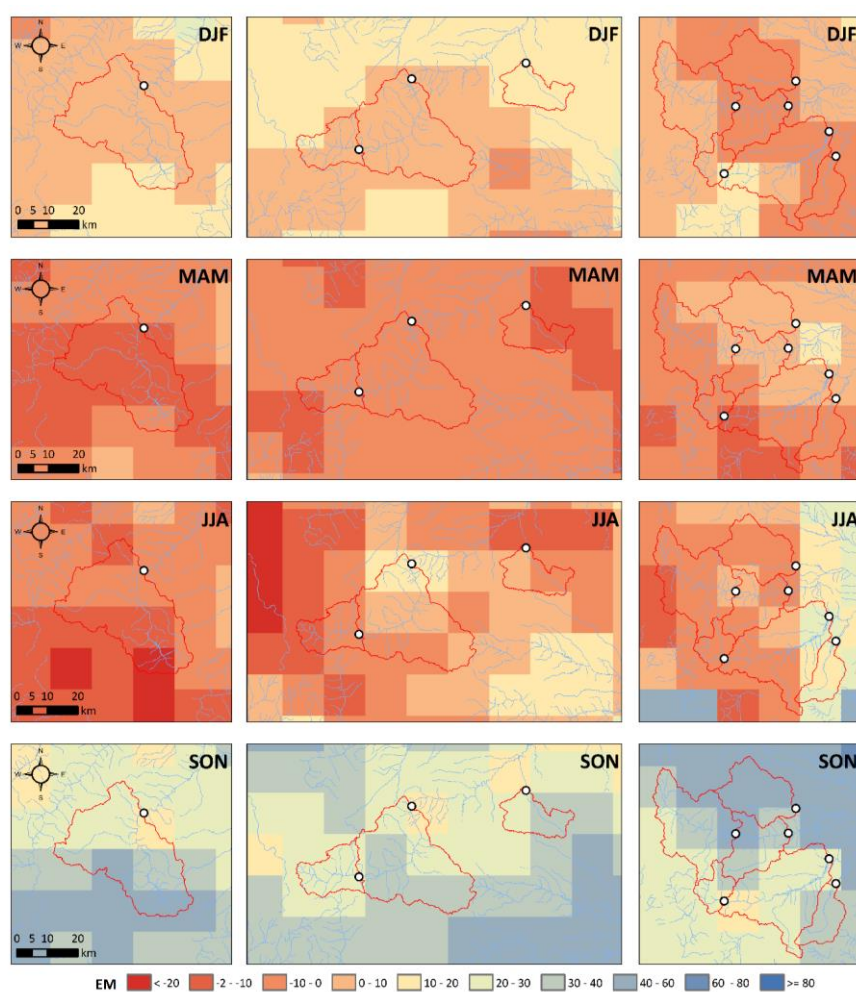 DJF DJF DJF
N
W E
S
0 5 10 20
km
MAM MAM MAM
N
W E
S
0 5 10 20
km
JJA JJA JJA
N
W E
S
0 5 10 20
km
SON SON SON
N
W E
S
0 5 10 20
km
EM < -20 -2 - -10 -10 - 0 0 - 10 10 - 20 20 - 30 30 - 40 40 - 60 60 - 80 >= 80